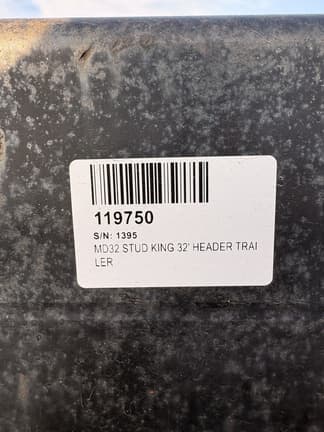 119750
S/N: 1395
MD32 STUD KING 32' HEADER TRAI
LER